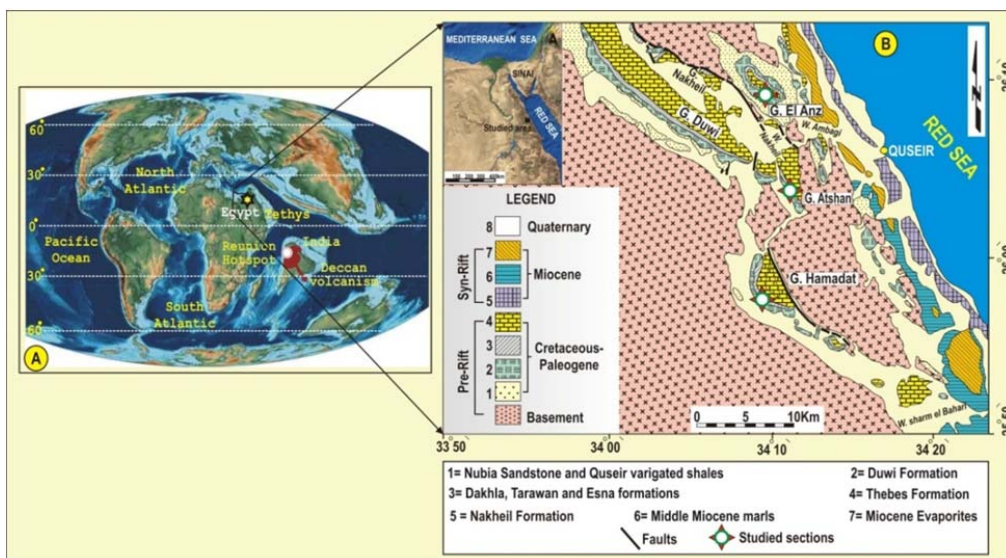 A
60
30
0
30
60
North
Atlantic
Egypt
Tethys
Pacific
Ocean
Reunion
Hotspot
India
Deccan
volcanism
South
Atlantic
A
MEDITERRANEAN SEA
SINAI
RED SEA
Studied area
B
G.
Nakheil
G. Duwi
G. El Anz
W. Ambagi
QUSEIR
RED SEA
G. Atshan
G. Hamadat
W. sharm el Bahari
LEGEND
8 Quaternary
Syn-Rift
7
6 Miocene
5
Pre-Rift
4
3 Cretaceous-
Paleogene
2
1
Basement
0 5 10Km
33 50
34 00
34 10
34 20
1= Nubia Sandstone and Quseir varigated shales
2= Duwi Formation
3= Dakhla, Tarawan and Esna formations
4= Thebes Formation
5 = Nakheil Formation
6= Middle Miocene marls
7= Miocene Evaporites
Faults
Studied sections